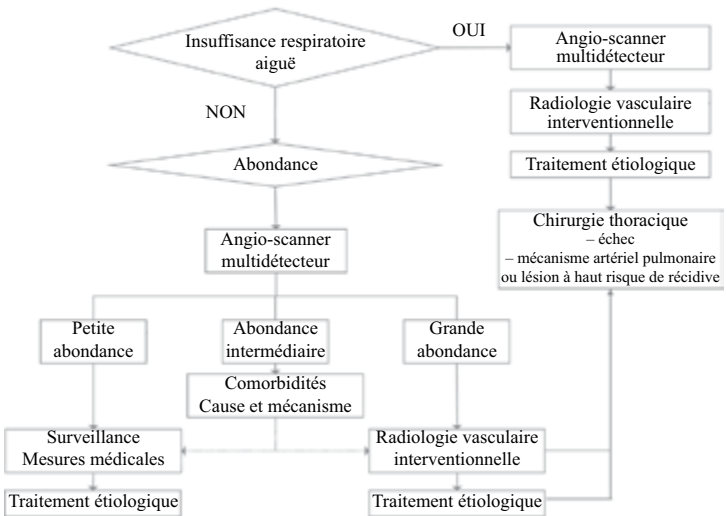 Insuffisance respiratoire
aiguë
OUI
Angio-scanner
multidétecteur
Radiologie vasculaire
interventionnelle
Traitement étiologique
Chirurgie thoracique
– échec
– mécanisme artériel pulmonaire
ou lésion à haut risque de récidive
NON
Abondance
Angio-scanner
multidétecteur
Petite
abondance
Abondance
intermédiaire
Grande
abondance
Comorbidités
Cause et mécanisme
Surveillance
Mesures médicales
Radiologie vasculaire
interventionnelle
Traitement étiologique
Traitement étiologique